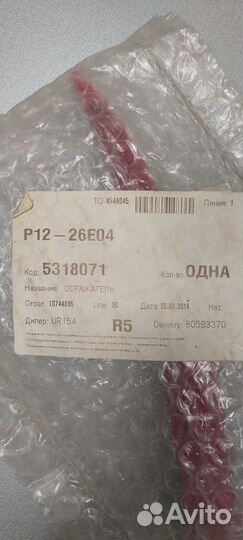 TO 4546045 Линия: 1
P12-26E04
Код: 5318071 Кол-во ОДНА
Название: ОТРАЖАТЕЛЬ
Order: 10744895 Line: 30 Дата 25.01.2016 Haz.
Дилер: UR154 R5 Delivery: 80593370
Avito